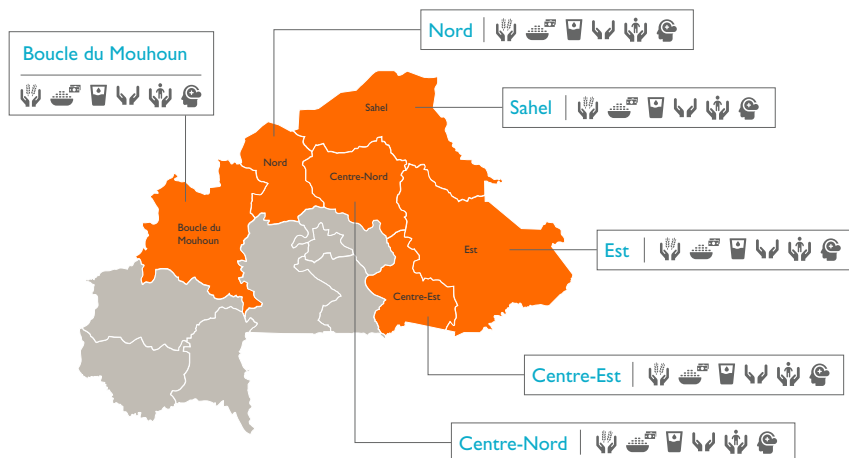 Nord
Boucle du Mouhoun
Sahel
Sahel
Nord
Centre-Nord
Boucle du
Mouhoun
Est
Est
Centre-Est
Centre-Est
Centre-Nord